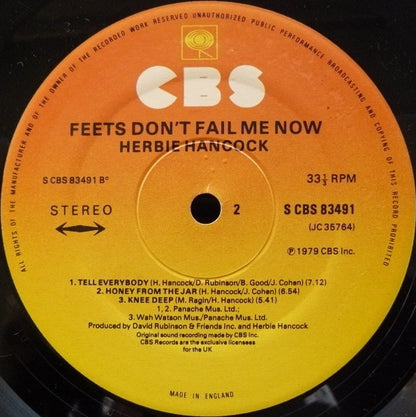 ALL RIGHTS OF THE MANUFACTURER AND OF THE OWNER OF THE RECORDED WORK RESERVED UNAUTHORIZED PUBLIC PERFORMANCE BROADCASTING AND COPYING OF THIS RECORD PROHIBITED
CBS
FEETS DON'T FAIL ME NOW
HERBIE HANCOCK
S CBS 83491 B°
33⅓ RPM
STEREO
2
S CBS 83491
(JC 35764)
℗ 1979 CBS Inc.
1. TELL EVERYBODY (H. Hancock/D. Rubinson/B. Good/J. Cohen) (7.12)
2. HONEY FROM THE JAR (H. Hancock/J. Cohen) (6.54)
3. KNEE DEEP (M. Ragin/H. Hancock) (5.41)
1, 2. Panache Mus. Ltd.;
3. Wah Watson Mus./Panache Mus. Ltd.
Produced by David Rubinson & Friends Inc. and Herbie Hancock
Original sound recording made by CBS Inc.
CBS Records are the exclusive licensees
for the UK
MADE IN ENGLAND